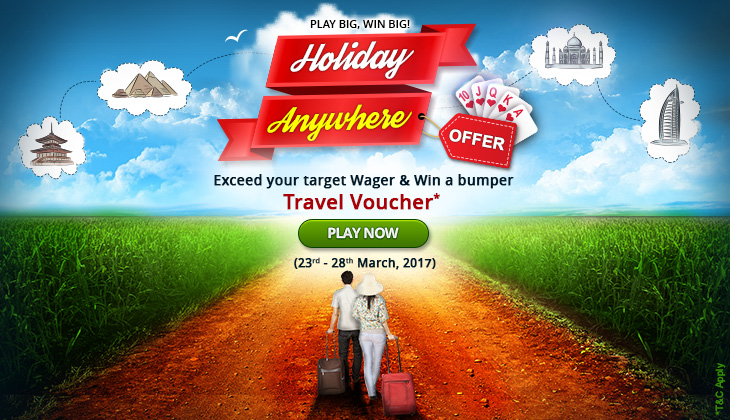 PLAY BIG, WIN BIG!
Holiday
Anywhere
10 J Q K A
OFFER
Exceed your target Wager & Win a bumper
Travel Voucher*
PLAY NOW
(23rd - 28th March, 2017)
*T&C Apply